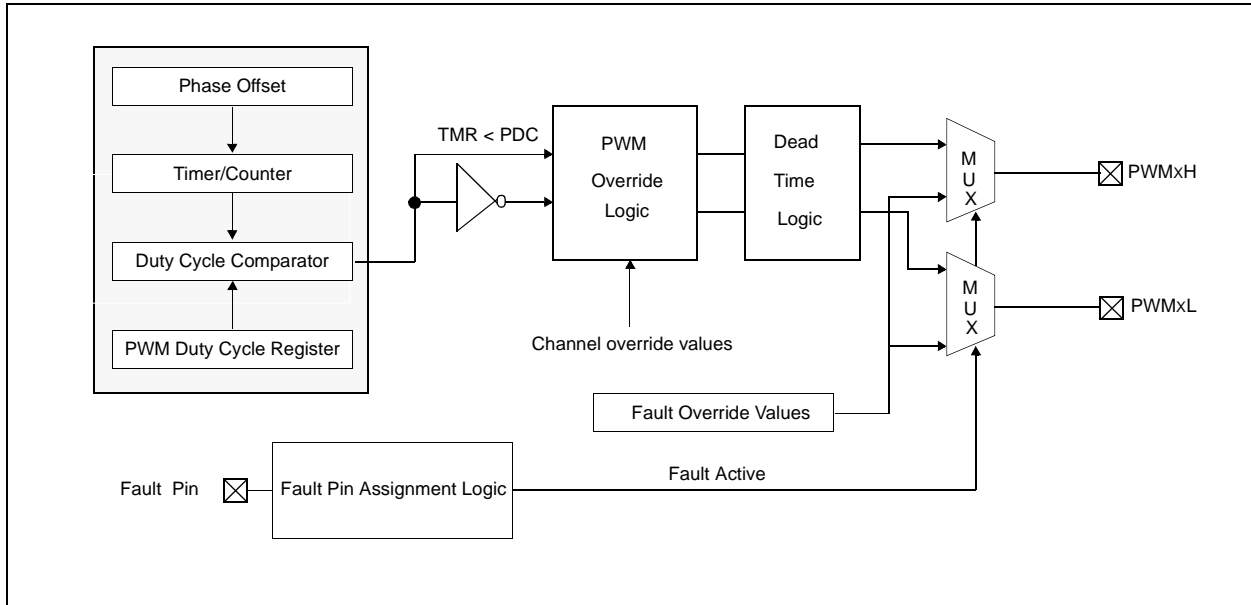 Phase Offset
Timer/Counter
Duty Cycle Comparator
PWM Duty Cycle Register
TMR < PDC
PWM
Override
Logic
Channel override values
Dead
Time
Logic
M
U
X
PWMxH
M
U
X
PWMxL
Fault Override Values
Fault Pin
Fault Pin Assignment Logic
Fault Active